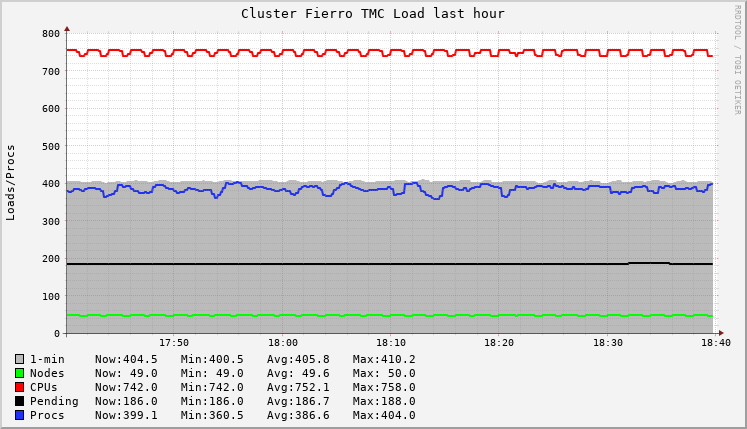 Cluster Fierro TMC Load last hour
RRDTOOL / TOBI OETIKER
Loads/Procs
800
700
600
500
400
300
200
100
0
17:50 18:00 18:10 18:20 18:30 18:40
1-min Now:404.5 Min:400.5 Avg:405.8 Max:410.2
Nodes Now: 49.0 Min: 49.0 Avg: 49.6 Max: 50.0
CPUs Now:742.0 Min:742.0 Avg:752.1 Max:758.0
Pending Now:186.0 Min:186.0 Avg:186.7 Max:188.0
Procs Now:399.1 Min:360.5 Avg:386.6 Max:404.0